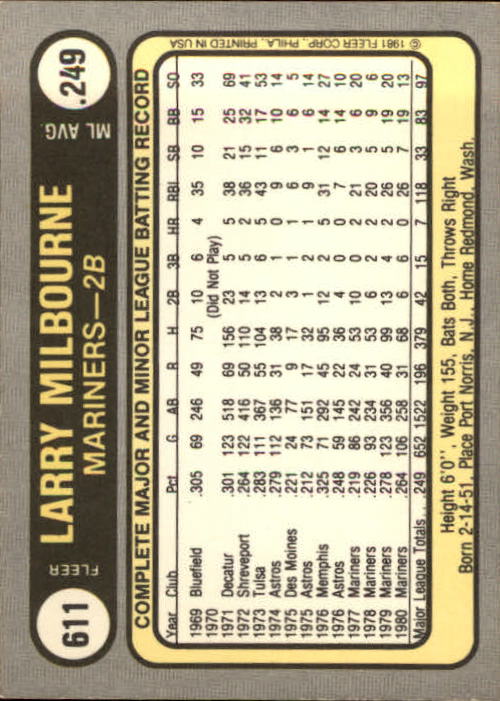 611
FLEER
LARRY MILBOURNE
MARINERS—2B
ML AVG.
.249
COMPLETE MAJOR AND MINOR LEAGUE BATTING RECORD
Year Club Pct G AB R H 2B 3B HR RBI SB BB SO
1969 Bluefield .305 69 246 49 75 10 6 4 35 10 15 33
1970 (Did Not Play)
1971 Decatur .301 123 518 69 156 23 5 5 38 21 25 69
1972 Shreveport .264 122 416 50 110 14 5 2 36 15 32 41
1973 Tulsa .283 111 367 55 104 13 6 5 43 11 17 53
1974 Astros .279 112 136 31 38 2 1 0 9 6 10 14
1975 Des Moines .221 24 77 9 17 3 1 0 6 3 6 5
1975 Astros .212 73 151 17 32 1 2 1 9 1 6 14
1976 Memphis .325 71 292 45 95 12 2 5 31 12 14 27
1976 Astros .248 59 145 22 36 4 0 0 7 6 14 10
1977 Mariners .219 86 242 24 53 10 1 2 21 3 6 20
1978 Mariners .226 93 234 31 53 6 2 2 20 5 9 6
1979 Mariners .278 123 356 40 99 13 4 2 26 5 19 20
1980 Mariners .264 106 258 31 68 6 6 0 26 7 19 13
Major League Totals... .249 652 1522 196 379 42 15 7 118 33 83 97
Height 6'0", Weight 155, Bats Both, Throws Right
Born 2-14-51, Place Port Norris, N.J., Home Redmond, Wash.
© 1981 FLEER CORP., PHILA., PRINTED IN USA